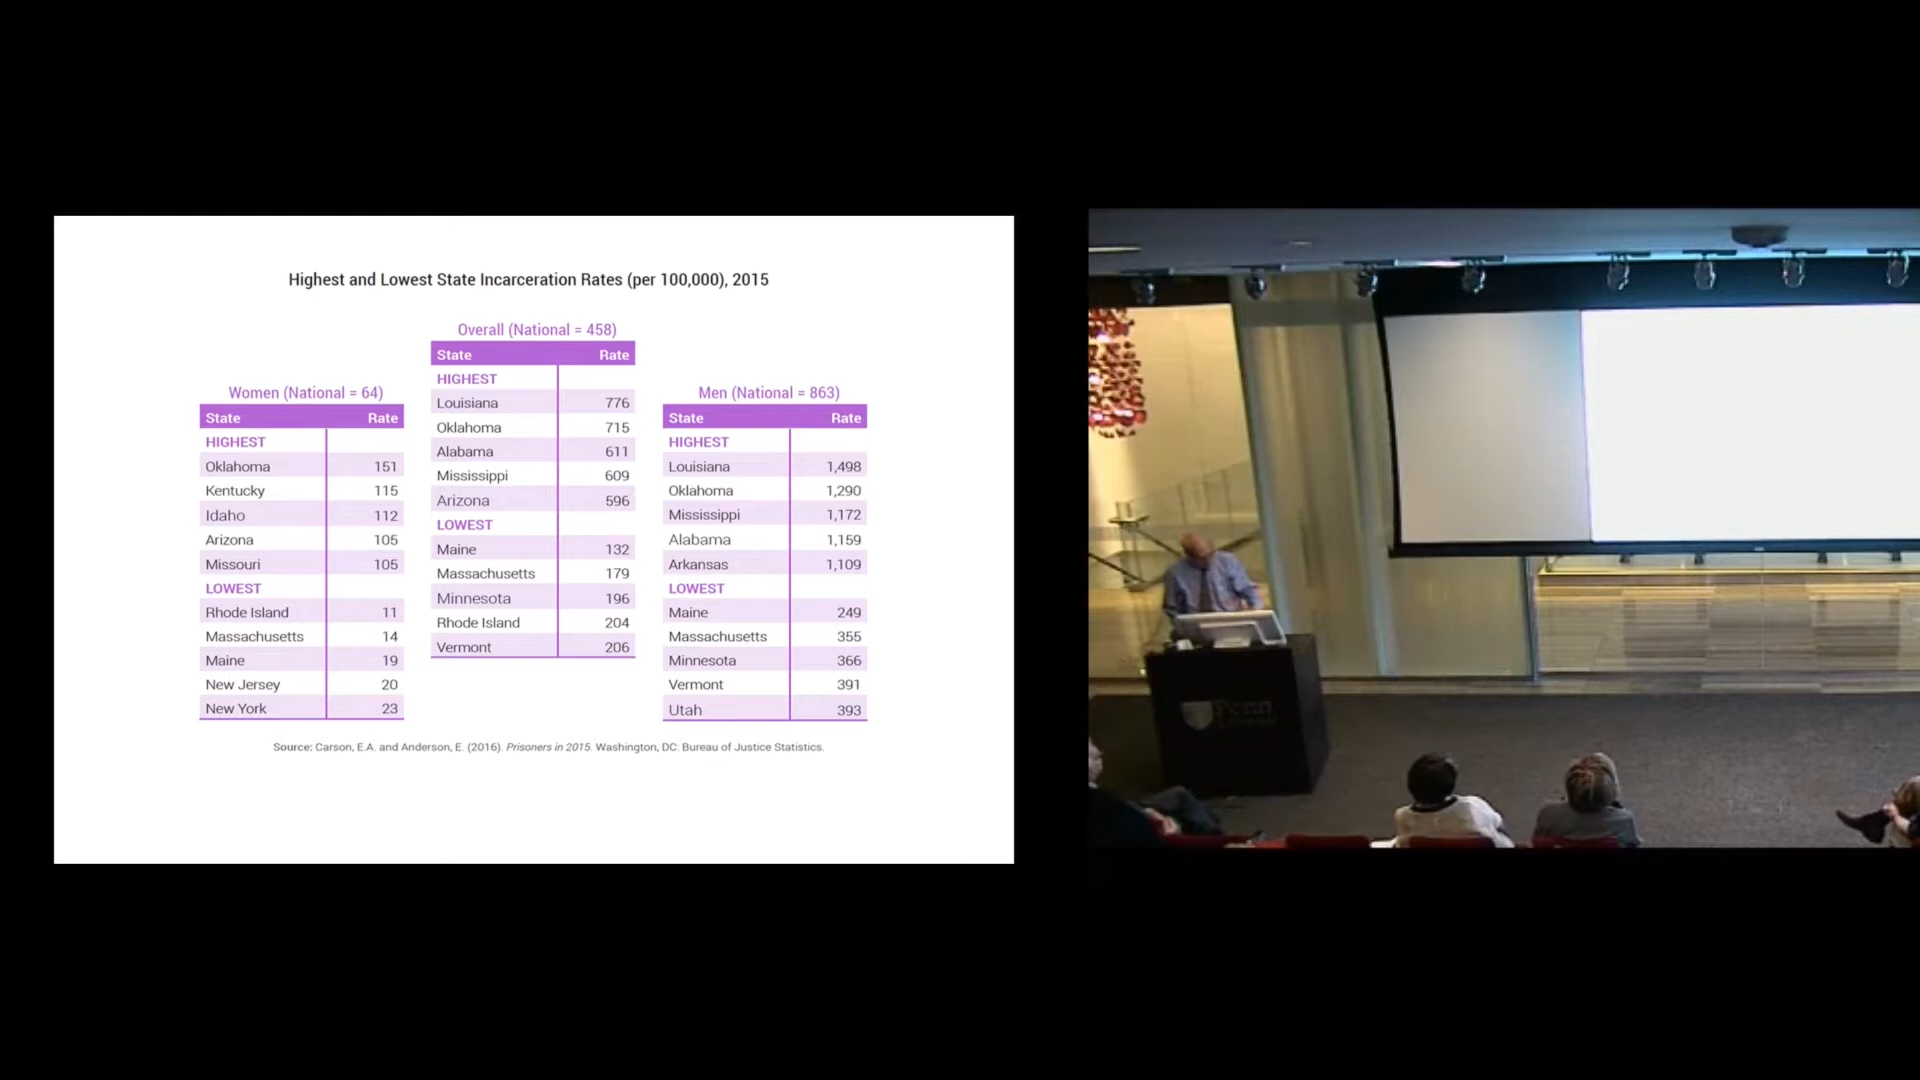 Highest and Lowest State Incarceration Rates (per 100,000), 2015
Women (National = 64)
State Rate
HIGHEST
Oklahoma 151
Kentucky 115
Idaho 112
Arizona 105
Missouri 105
LOWEST
Rhode Island 11
Massachusetts 14
Maine 19
New Jersey 20
New York 23
Overall (National = 458)
State Rate
HIGHEST
Louisiana 776
Oklahoma 715
Alabama 611
Mississippi 609
Arizona 596
LOWEST
Maine 132
Massachusetts 179
Minnesota 196
Rhode Island 204
Vermont 206
Men (National = 863)
State Rate
HIGHEST
Louisiana 1,498
Oklahoma 1,290
Mississippi 1,172
Alabama 1,159
Arkansas 1,109
LOWEST
Maine 249
Massachusetts 355
Minnesota 366
Vermont 391
Utah 393
Source: Carson, E.A. and Anderson, E. (2016). Prisoners in 2015. Washington, DC: Bureau of Justice Statistics.
Penn